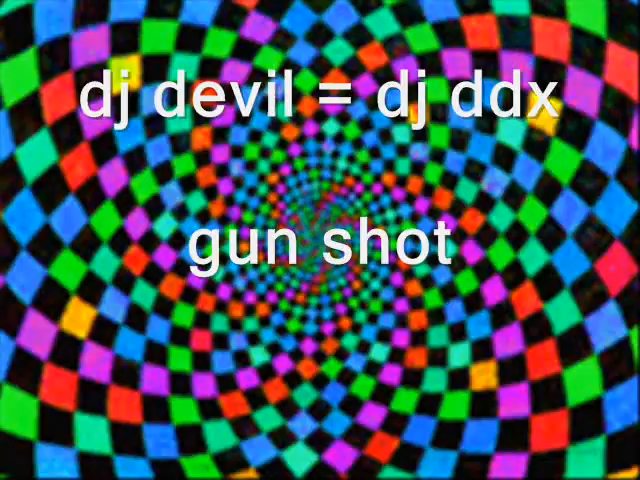 dj devil = dj ddx
gun shot